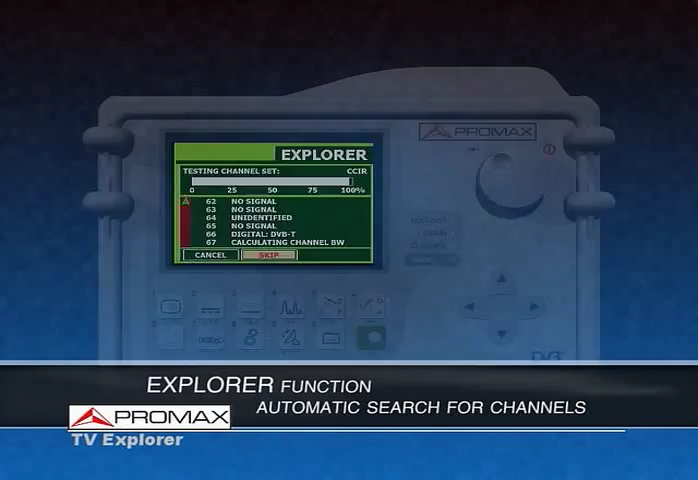 PROMAX
EXPLORER
TESTING CHANNEL SET: CCIR
0 25 50 75 100%
62 NO SIGNAL
63 NO SIGNAL
64 UNIDENTIFIED
65 NO SIGNAL
66 DIGITAL: DVB-T
67 CALCULATING CHANNEL BW
CANCEL SKIP
EXPLORER FUNCTION
AUTOMATIC SEARCH FOR CHANNELS
PROMAX
TV Explorer